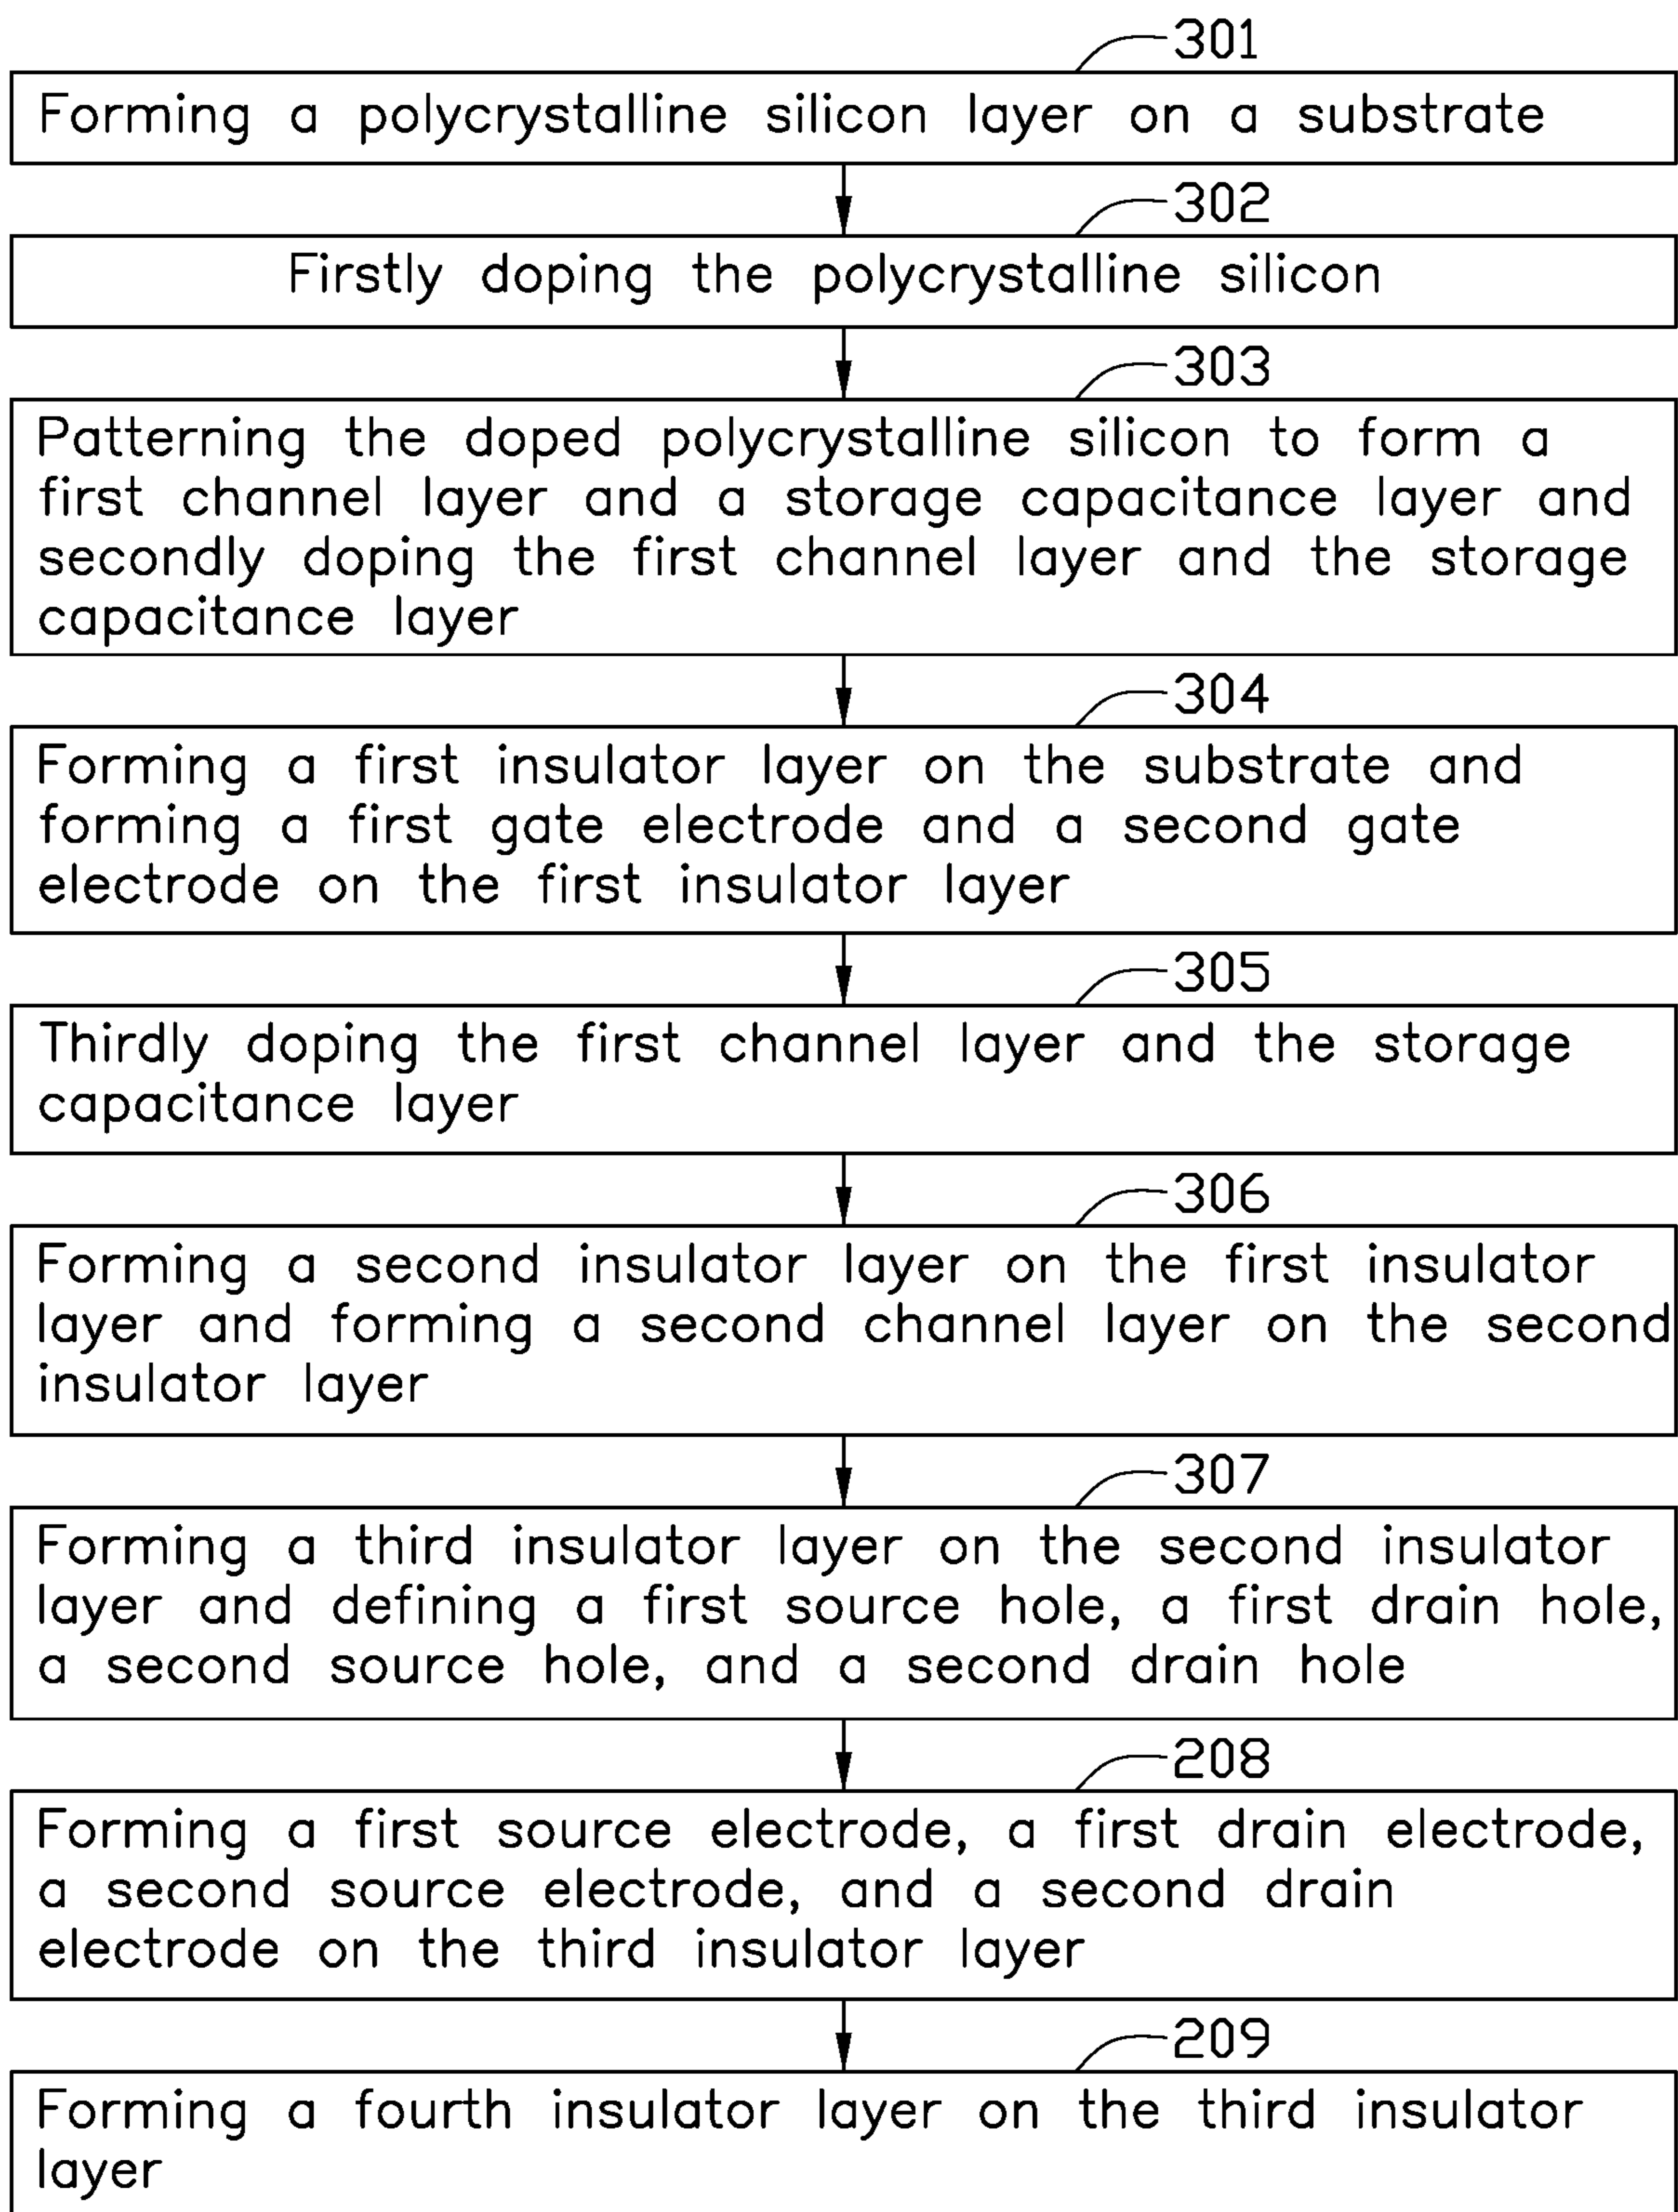 301
Forming a polycrystalline silicon layer on a substrate
302
Firstly doping the polycrystalline silicon
303
Patterning the doped polycrystalline silicon to form a
first channel layer and a storage capacitance layer and
secondly doping the first channel layer and the storage
capacitance layer
304
Forming a first insulator layer on the substrate and
forming a first gate electrode and a second gate
electrode on the first insulator layer
305
Thirdly doping the first channel layer and the storage
capacitance layer
306
Forming a second insulator layer on the first insulator
layer and forming a second channel layer on the second
insulator layer
307
Forming a third insulator layer on the second insulator
layer and defining a first source hole, a first drain hole,
a second source hole, and a second drain hole
208
Forming a first source electrode, a first drain electrode,
a second source electrode, and a second drain
electrode on the third insulator layer
209
Forming a fourth insulator layer on the third insulator
layer